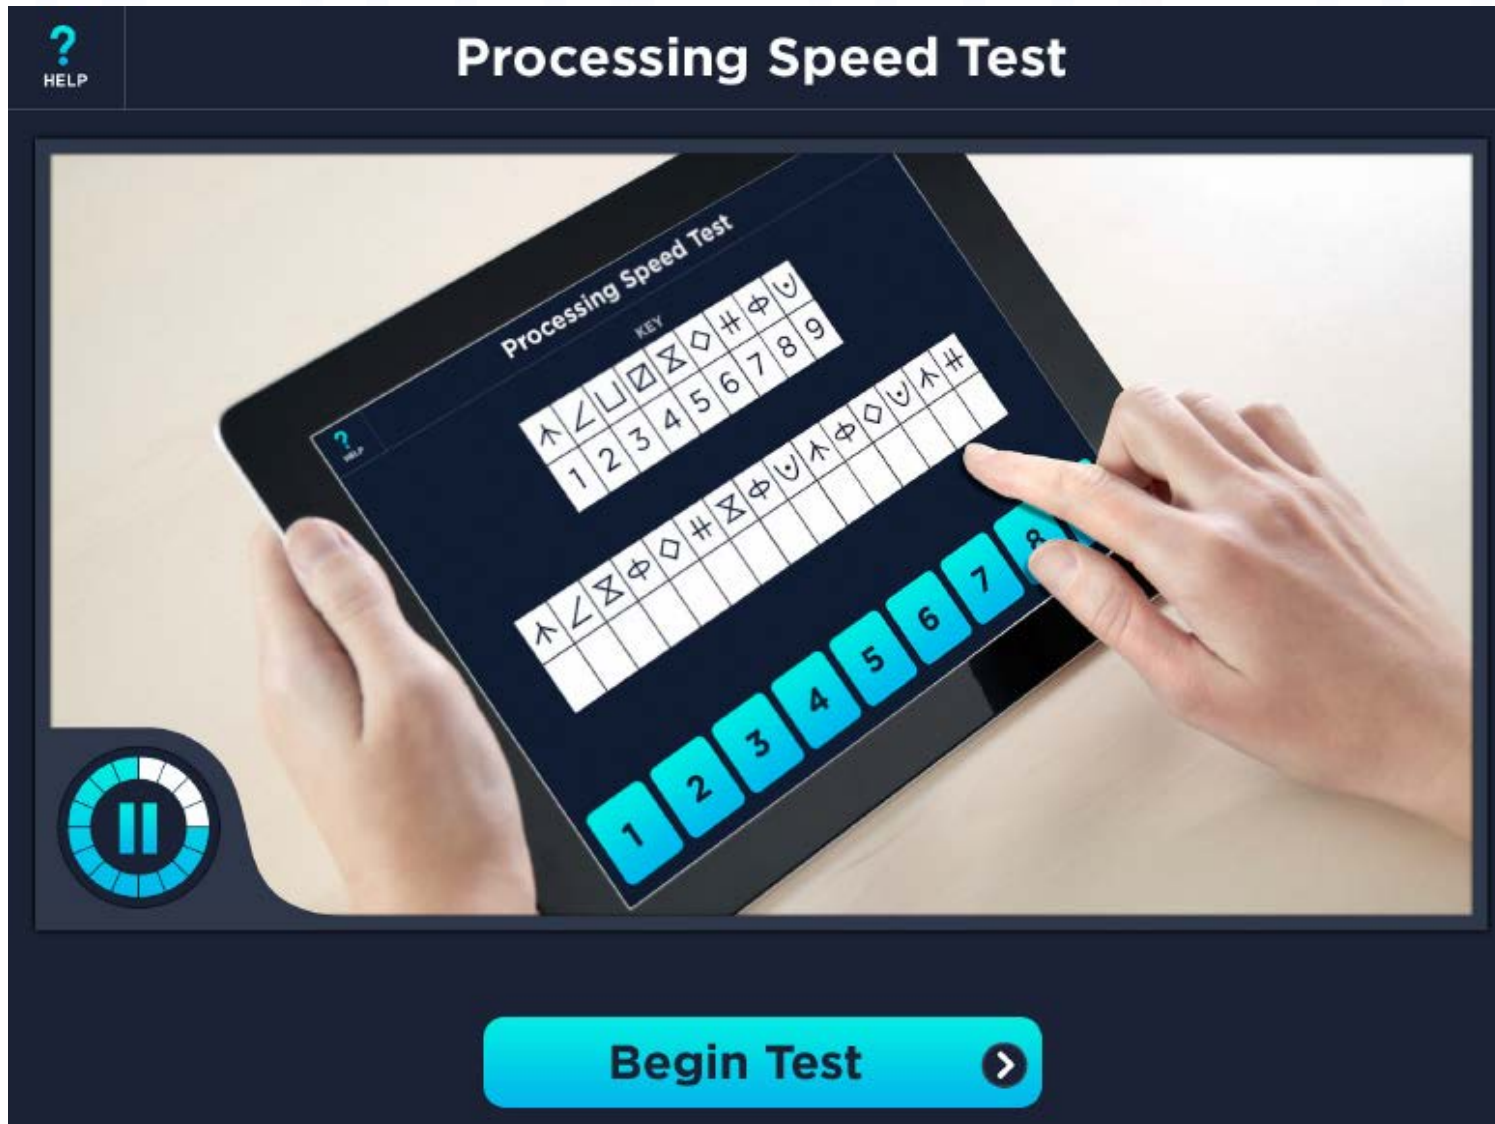 ?
HELP
Processing Speed Test
Processing Speed Test
KEY
?
HELP
1 2 3 4 5 6 7 8 9
1 2 3 4 5 6 7 8
Begin Test